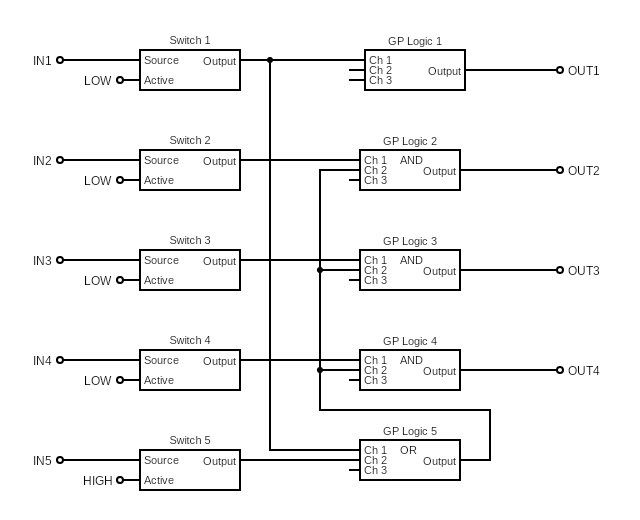 Switch 1
GP Logic 1
IN1
Source
Output
Ch 1
Ch 2
Ch 3
Output
OUT1
LOW
Active
Switch 2
GP Logic 2
IN2
Source
Output
Ch 1 AND
Ch 2
Ch 3
Output
OUT2
LOW
Active
Switch 3
GP Logic 3
IN3
Source
Output
Ch 1 AND
Ch 2
Ch 3
Output
OUT3
LOW
Active
Switch 4
GP Logic 4
IN4
Source
Output
Ch 1 AND
Ch 2
Ch 3
Output
OUT4
LOW
Active
Switch 5
GP Logic 5
IN5
Source
Output
Ch 1 OR
Ch 2
Ch 3
Output
HIGH
Active